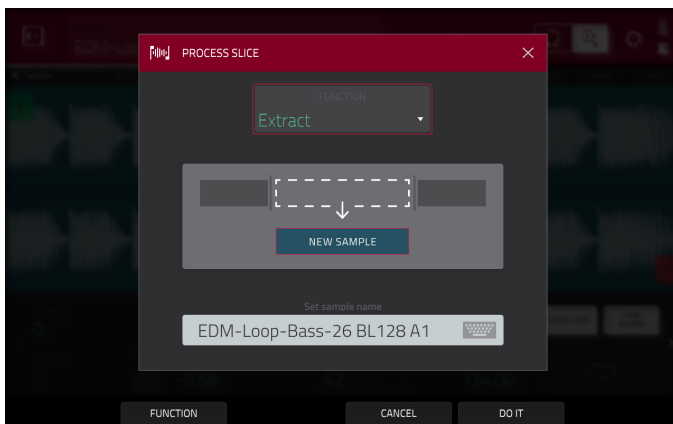 PROCESS SLICE
FUNCTION
Extract
NEW SAMPLE
Set sample name
EDM-Loop-Bass-26 BL128 A1
FUNCTION
CANCEL
DO IT